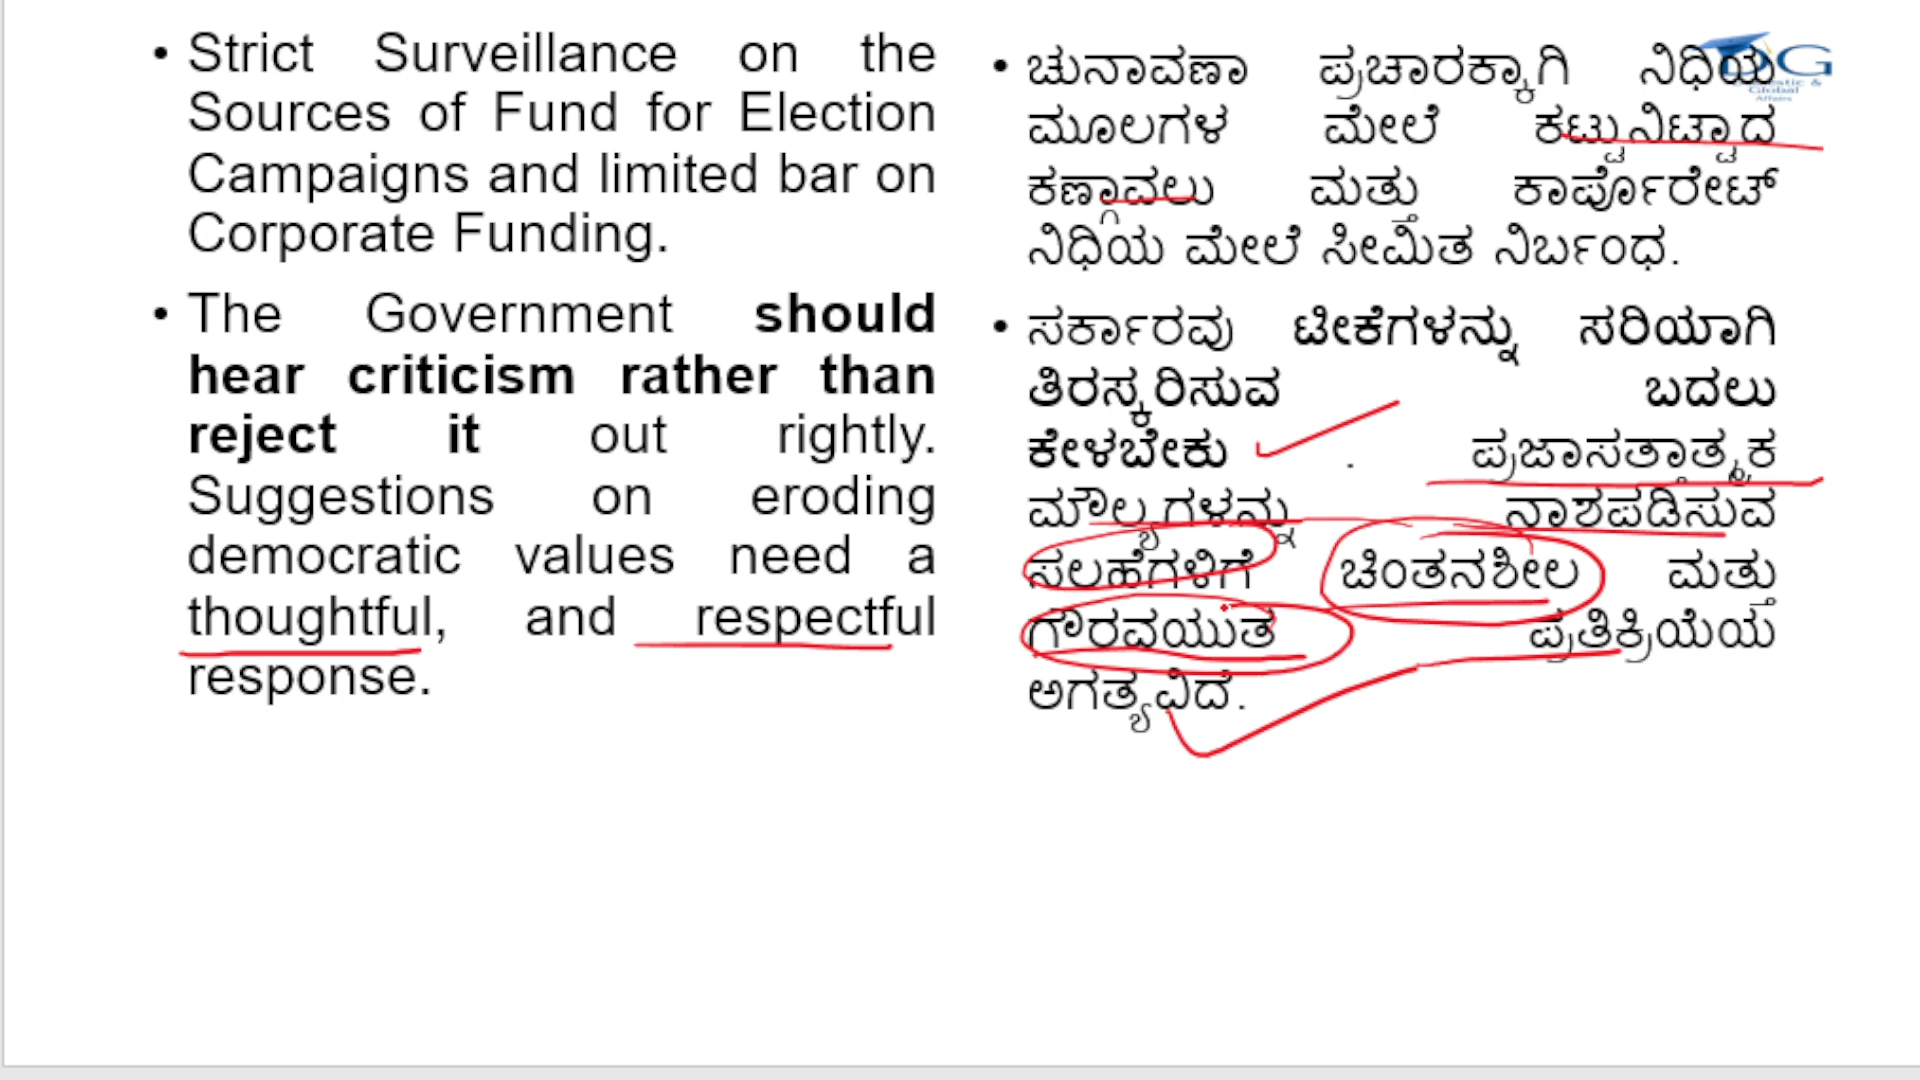 • Strict Surveillance on the
Sources of Fund for Election
Campaigns and limited bar on
Corporate Funding.
• The Government should
hear criticism rather than
reject it out rightly.
Suggestions on eroding
democratic values need a
thoughtful, and respectful
response.
• ಚುನಾವಣಾ ಪ್ರಚಾರಕ್ಕಾಗಿ ನಿಧಿಯ
ಮೂಲಗಳ ಮೇಲೆ ಕಟ್ಟುನಿಟ್ಟಾದ
ಕಣ್ಗಾವಲು ಮತ್ತು ಕಾರ್ಪೊರೇಟ್
ನಿಧಿಯ ಮೇಲೆ ಸೀಮಿತ ನಿರ್ಬಂಧ.
• ಸರ್ಕಾರವು ಟೀಕೆಗಳನ್ನು ಸರಿಯಾಗಿ
ತಿರಸ್ಕರಿಸುವ ಬದಲು
ಕೇಳಬೇಕು . ಪ್ರಜಾಸತ್ತಾತ್ಮಕ
ಮೌಲ್ಯಗಳನ್ನು ನಾಶಪಡಿಸುವ
ಸಲಹೆಗಳಿಗೆ ಚಿಂತನಶೀಲ ಮತ್ತು
ಗೌರವಯುತ ಪ್ರತಿಕ್ರಿಯೆಯ
ಅಗತ್ಯವಿದೆ.
DG
Global
Affairs